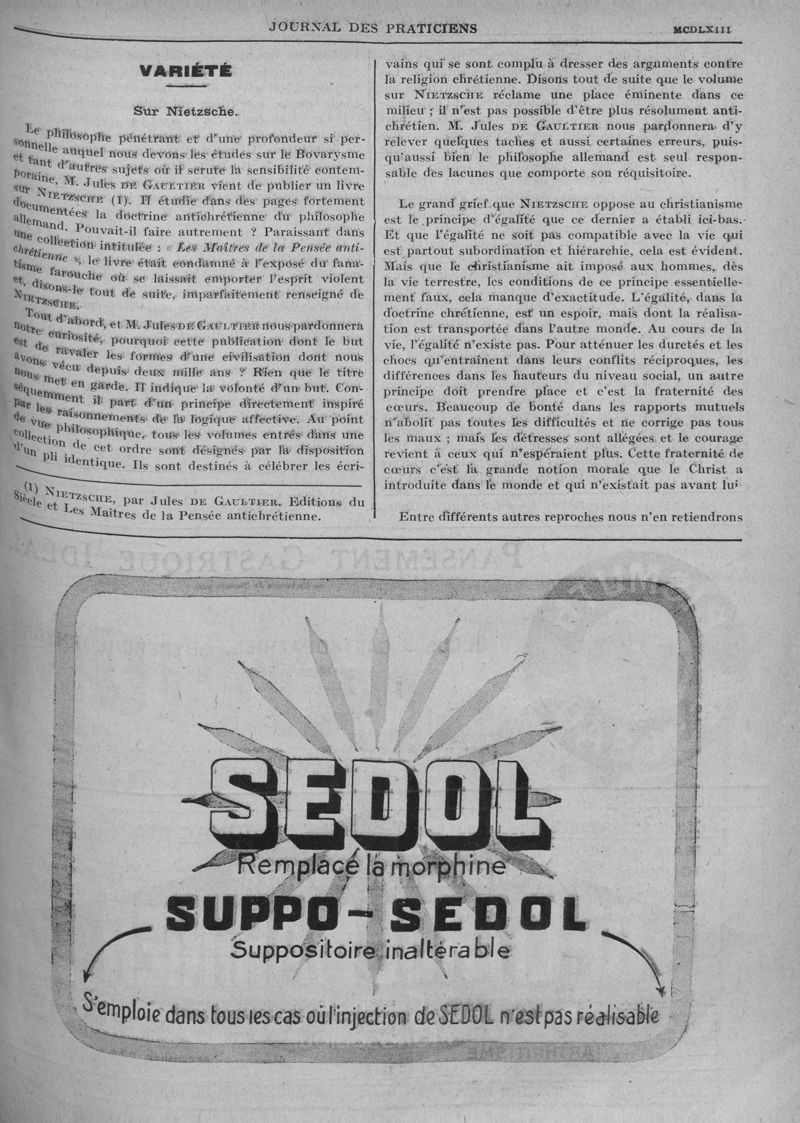 JOURNAL DES PRATICIENS
MCDLXIII
VARIÉTÉ
Sur Nietzsche.
Le philosophe pénétrant et d'une profondeur si per-
sonnelle auquel nous devons les études sur le Bovarysme
et tant d'autres sujets où il scrute la sensibilité contem-
poraine, M. Jules DE GAULTIER vient de publier un livre
sur NIETZSCHE (1). Il étudie dans des pages fortement
documentées la doctrine antichrétienne du philosophe
allemand. Pouvait-il faire autrement ? Paraissant dans
une collection intitulée : « Les Maîtres de la Pensée anti-
chrétienne », le livre était condamné à l'exposé du fana-
tisme farouche où se laissait emporter l'esprit violent
et, disons-le tout de suite, imparfaitement renseigné de
NIETZSCHE.
Tout d'abord, et M. Jules DE GAULTIER nous pardonnera
notre curiosité, pourquoi cette publication dont le but
est de ravaler les formes d'une civilisation dont nous
avons vécu depuis deux mille ans ? Rien que le titre
nous met en garde. Il indique la volonté d'un but. Con-
séquemment il part d'un principe directement inspiré
par les raisonnements de la logique affective. Au point
de vue philosophique, tous les volumes entrés dans une
collection de cet ordre sont désignés par la disposition
d'un pli identique. Ils sont destinés à célébrer les écri-
(1) NIETZSCHE, par Jules DE GAULTIER. Editions du
Siècle et Les Maîtres de la Pensée antichrétienne.
vains qui se sont complu à dresser des arguments contre
la religion chrétienne. Disons tout de suite que le volume
sur NIETZSCHE réclame une place éminente dans ce
milieu ; il n'est pas possible d'être plus résolument anti-
chrétien. M. Jules DE GAULTIER nous pardonnera d'y
relever quelques taches et aussi certaines erreurs, puis-
qu'aussi bien le philosophe allemand est seul respon-
sable des lacunes que comporte son réquisitoire.
Le grand grief que NIETZSCHE oppose au christianisme
est le principe d'égalité que ce dernier a établi ici-bas.
Et que l'égalité ne soit pas compatible avec la vie qui
est partout subordination et hiérarchie, cela est évident.
Mais que le christianisme ait imposé aux hommes, dès
la vie terrestre, les conditions de ce principe essentielle-
ment faux, cela manque d'exactitude. L'égalité, dans la
doctrine chrétienne, est un espoir, mais dont la réalisa-
tion est transportée dans l'autre monde. Au cours de la
vie, l'égalité n'existe pas. Pour atténuer les duretés et les
chocs qu'entraînent dans leurs conflits réciproques, les
différences dans les hauteurs du niveau social, un autre
principe doit prendre place et c'est la fraternité des
cœurs. Beaucoup de bonté dans les rapports mutuels
n'abolit pas toutes les difficultés et ne corrige pas tous
les maux ; mais les détresses sont allégées et le courage
revient à ceux qui n'espéraient plus. Cette fraternité de
cœurs c'est la grande notion morale que le Christ a
introduite dans le monde et qui n'existait pas avant lui
Entre différents autres reproches nous n'en retiendrons
SEDOL
Remplace la morphine
SUPPO-SEDOL
Suppositoire inaltérable
S'emploie dans tous les cas où l'injection de SEDOL n'est pas réalisable